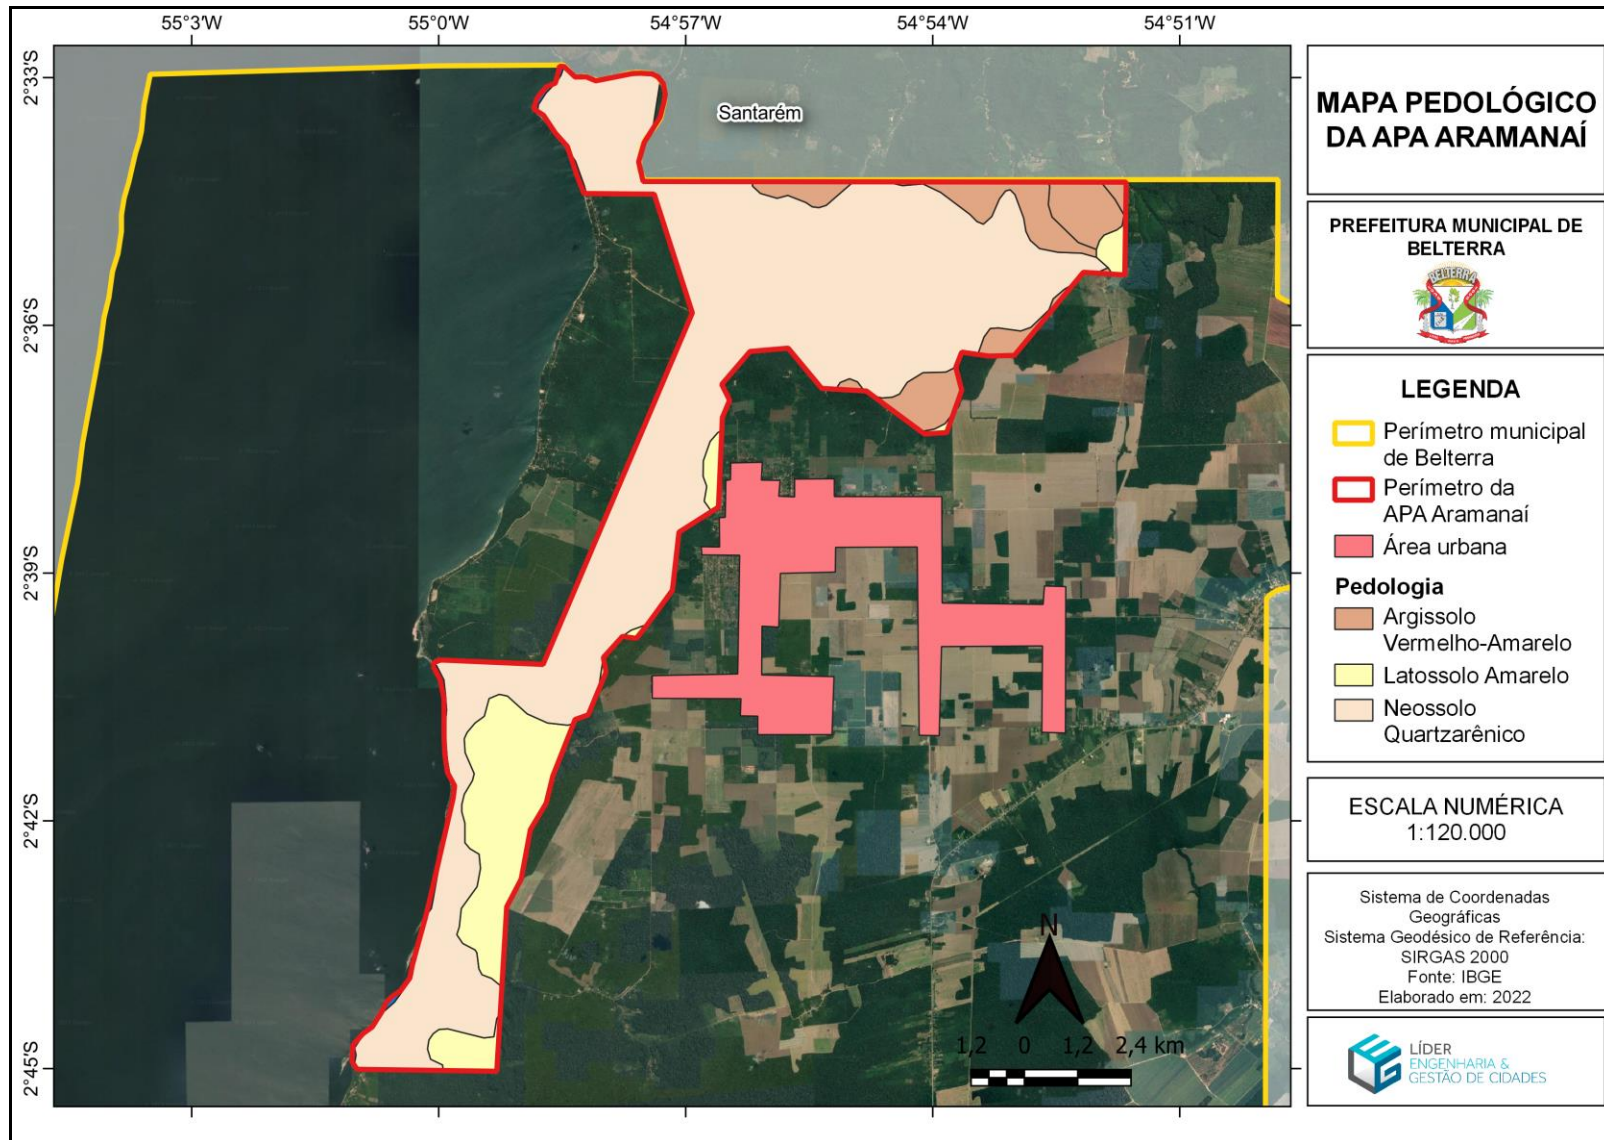 55°3'W
55°0'W
54°57'W
54°54'W
54°51'W
2°33'S
2°36'S
2°39'S
2°42'S
2°45'S
Santarém
N
1,2 0 1,2 2,4 km
MAPA PEDOLÓGICO
DA APA ARAMANAÍ
PREFEITURA MUNICIPAL DE
BELTERRA
BELTERRA
LEGENDA
Perímetro municipal
de Belterra
Perímetro da
APA Aramanaí
Área urbana
Pedologia
Argissolo
Vermelho-Amarelo
Latossolo Amarelo
Neossolo
Quartzarênico
ESCALA NUMÉRICA
1:120.000
Sistema de Coordenadas
Geográficas
Sistema Geodésico de Referência:
SIRGAS 2000
Fonte: IBGE
Elaborado em: 2022
LÍDER
ENGENHARIA &
GESTÃO DE CIDADES